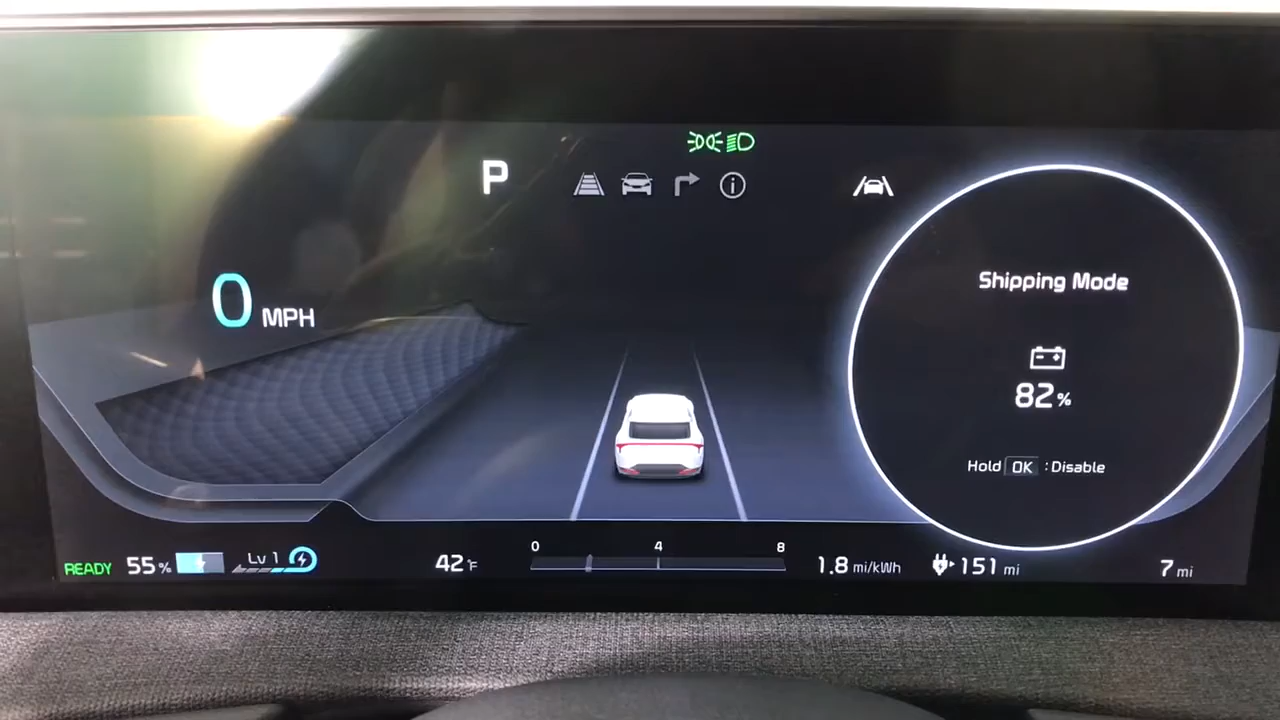 P
0 MPH
Shipping Mode
82%
Hold OK : Disable
READY 55% Lv 1 42°F
0 4 8
1.8 mi/kWh 151 mi 7 mi